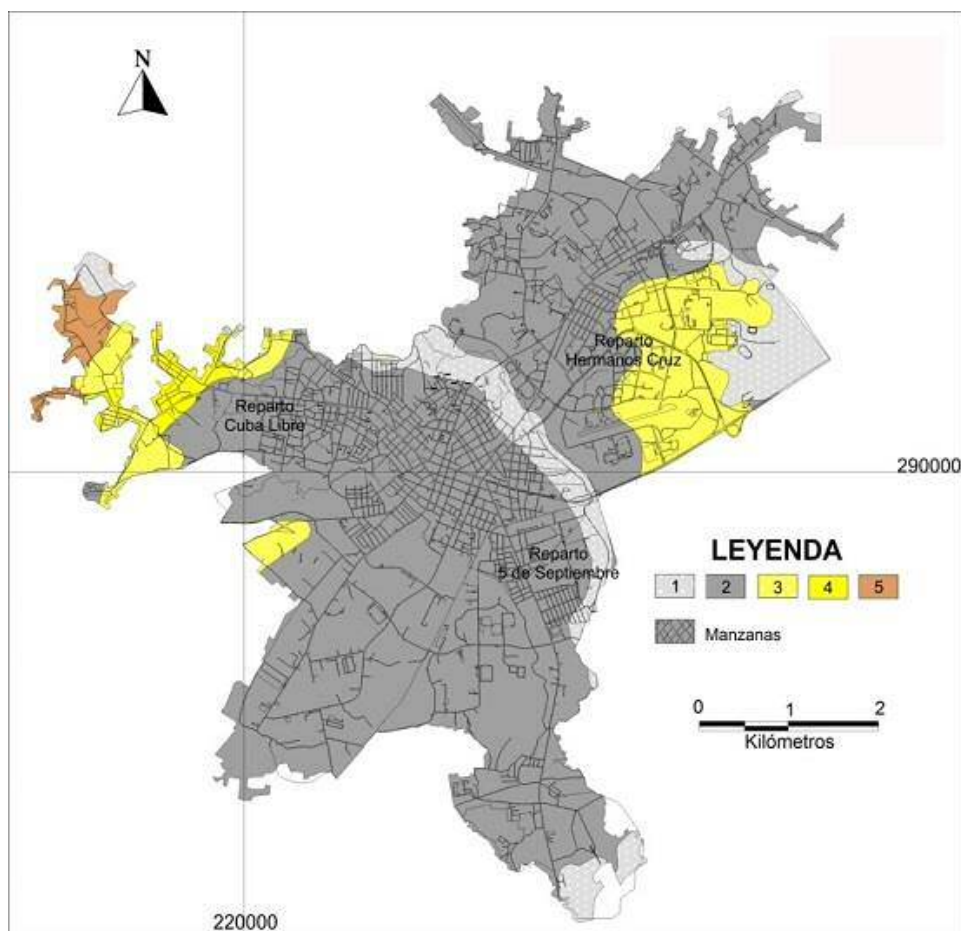 N
Reparto
Hermanos Cruz
Reparto
Cuba Libre
290000
Reparto
5 de Septiembre
LEYENDA
1 2 3 4 5
Manzanas
0 1 2
Kilómetros
220000